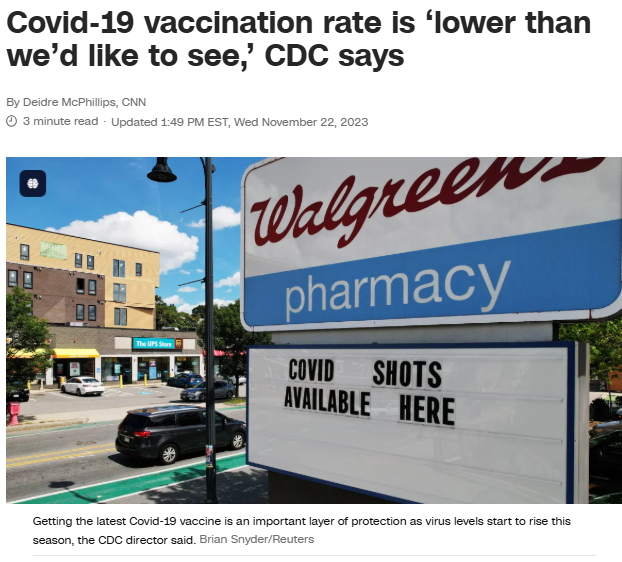 Covid-19 vaccination rate is ‘lower than
we’d like to see,’ CDC says
By Deidre McPhillips, CNN
3 minute read · Updated 1:49 PM EST, Wed November 22, 2023
Walgreens
pharmacy
The UPS Store
COVID SHOTS
AVAILABLE HERE
Getting the latest Covid-19 vaccine is an important layer of protection as virus levels start to rise this
season, the CDC director said. Brian Snyder/Reuters